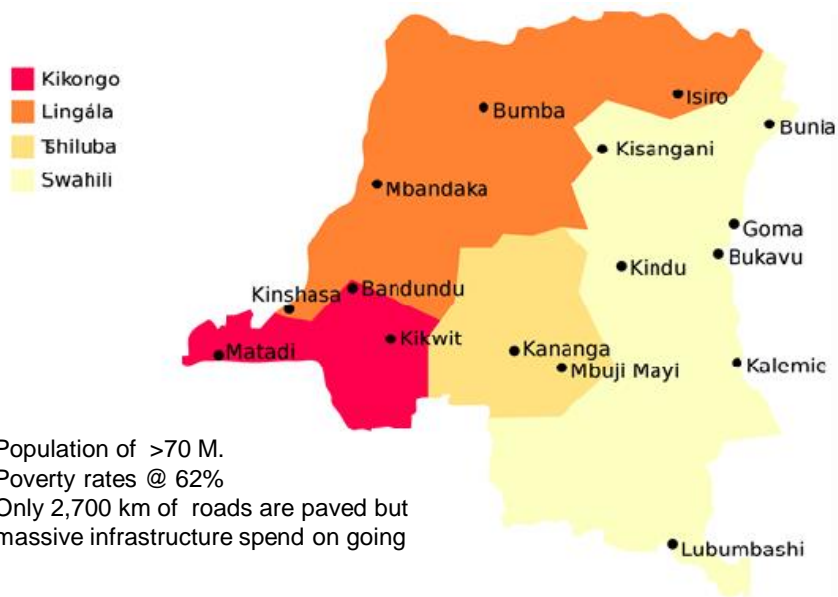 Kikongo
Lingála
Tshiluba
Swahili
Isiro
Bumba
Bunia
Kisangani
Mbandaka
Goma
Bukavu
Kindu
Bandundu
Kinshasa
Kikwit
Kananga
Matadi
Mbuji Mayi
Kalemie
Population of >70 M.
Poverty rates @ 62%
Only 2,700 km of roads are paved but
massive infrastructure spend on going
Lubumbashi